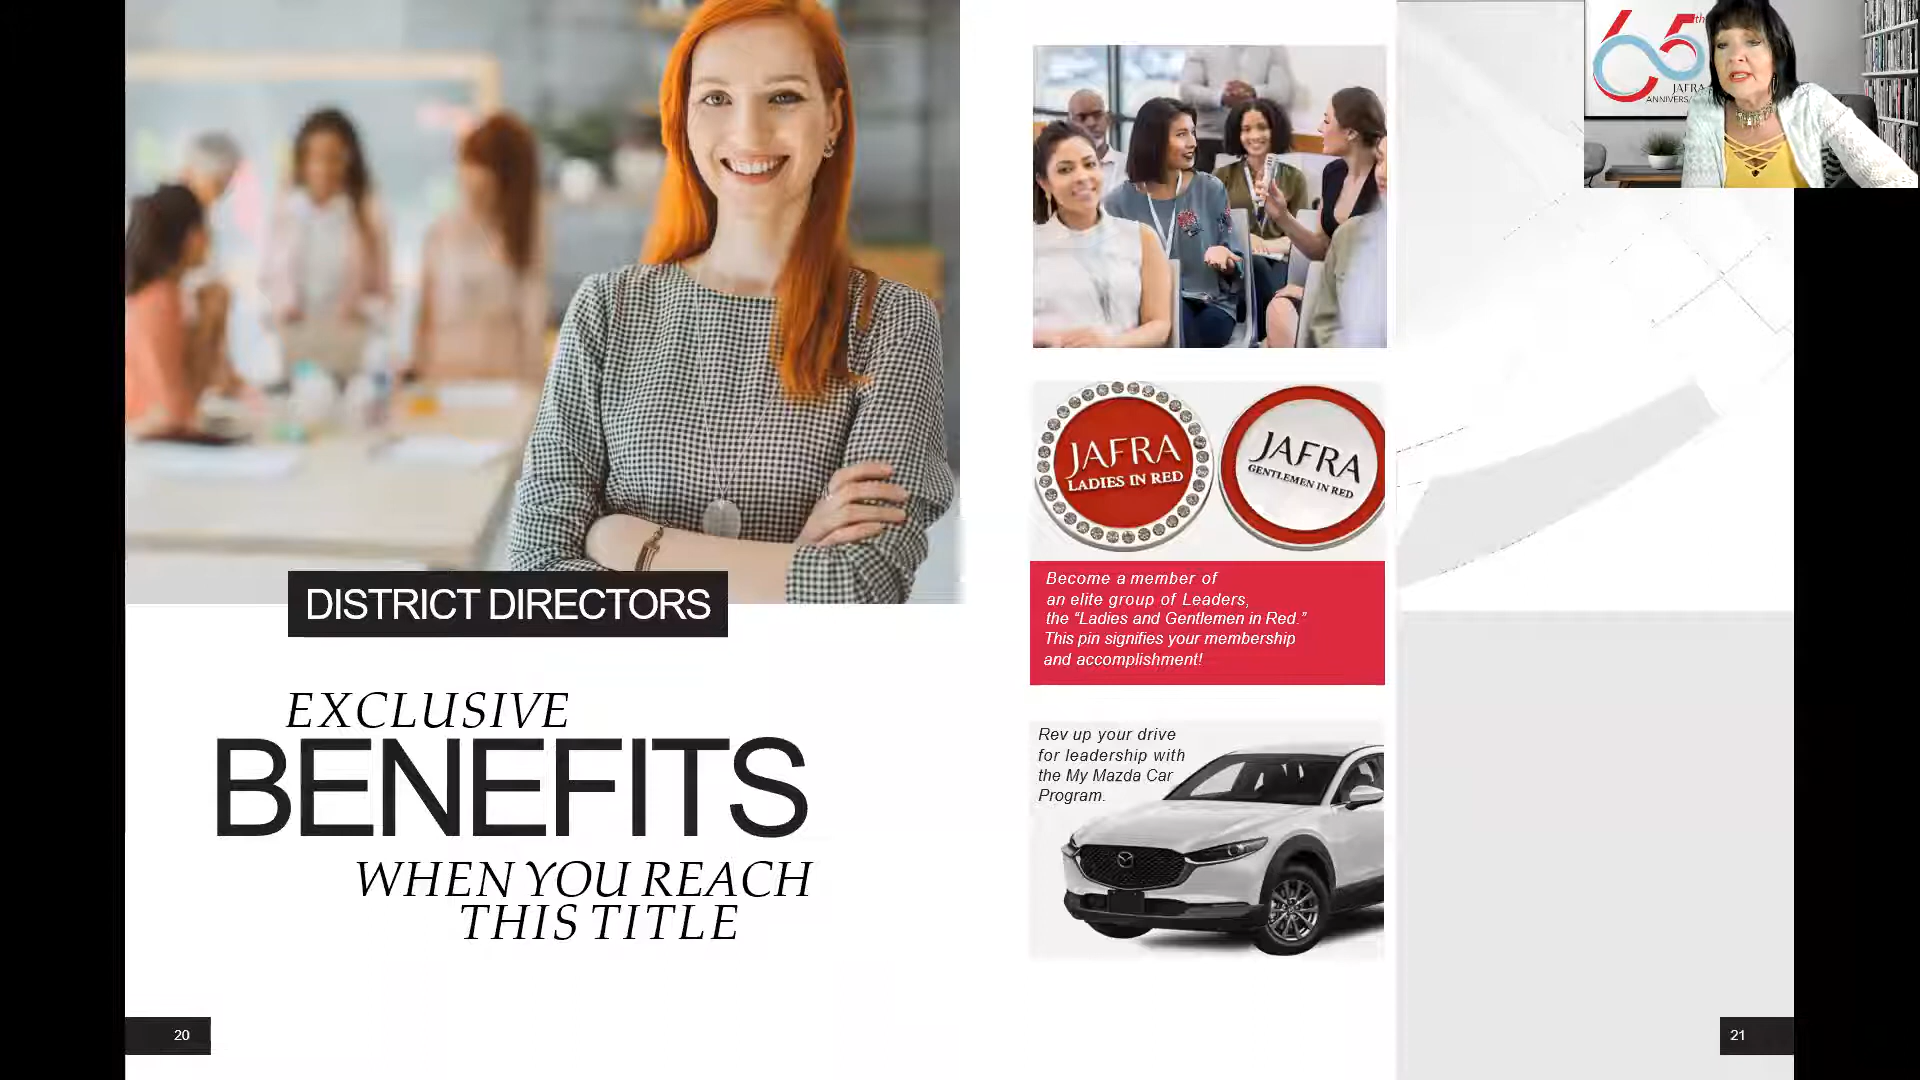 DISTRICT DIRECTORS
EXCLUSIVE
BENEFITS
WHEN YOU REACH
THIS TITLE
20
JAFRA
LADIES IN RED
JAFRA
GENTLEMEN IN RED
Become a member of
an elite group of Leaders,
the “Ladies and Gentlemen in Red.”
This pin signifies your membership
and accomplishment!
Rev up your drive
for leadership with
the My Mazda Car
Program.
21
65th
JAFRA